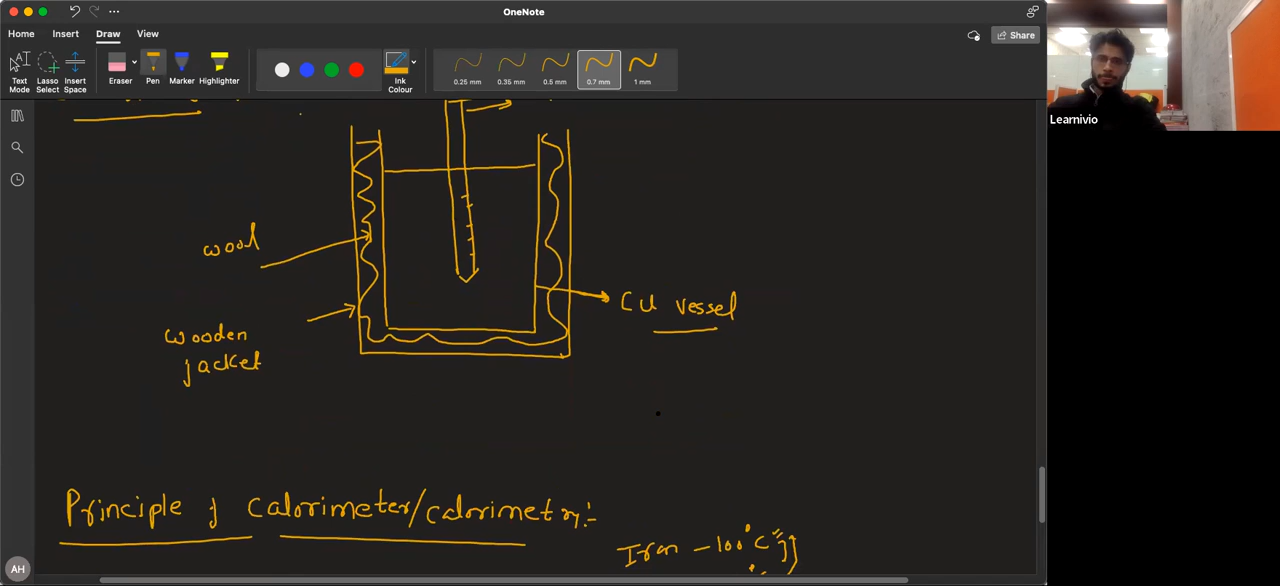 OneNote
Home Insert Draw View
Share
Text Mode
Lasso Select
Insert Space
Eraser
Pen
Marker
Highlighter
Ink Colour
0.25 mm
0.35 mm
0.5 mm
0.7 mm
1 mm
Learnivio
wool
CU vessel
wooden
jacket
Principle of Calorimeter/calorimetry:-
Iron - 100°C
AH